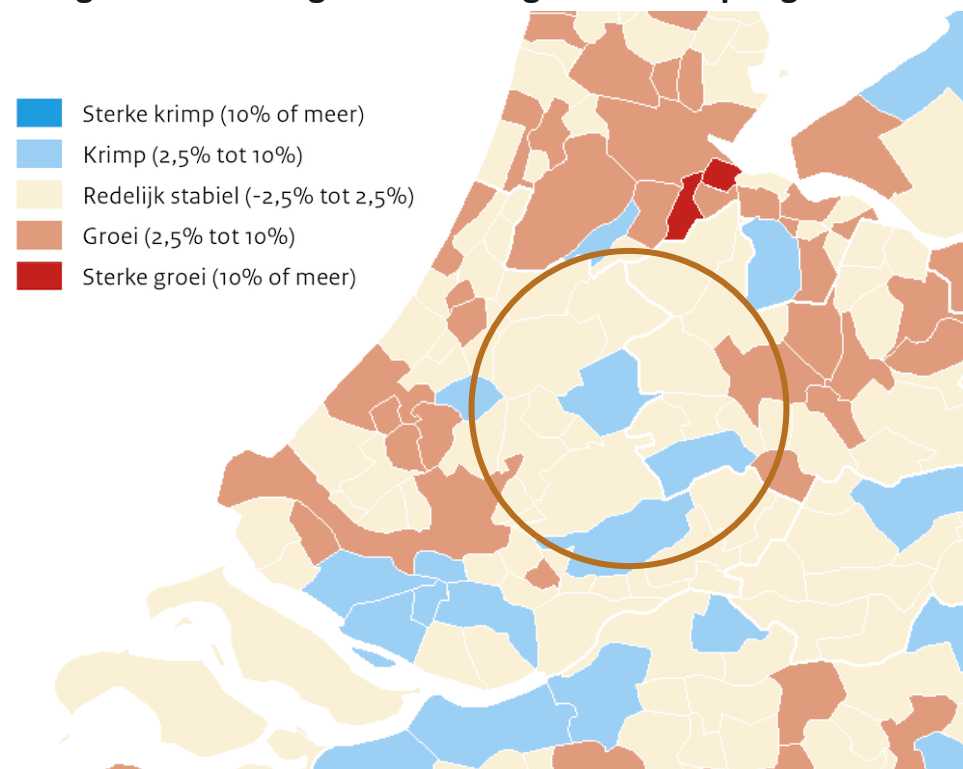 Sterke krimp (10% of meer)
Krimp (2,5% tot 10%)
Redelijk stabiel (-2,5% tot 2,5%)
Groei (2,5% tot 10%)
Sterke groei (10% of meer)